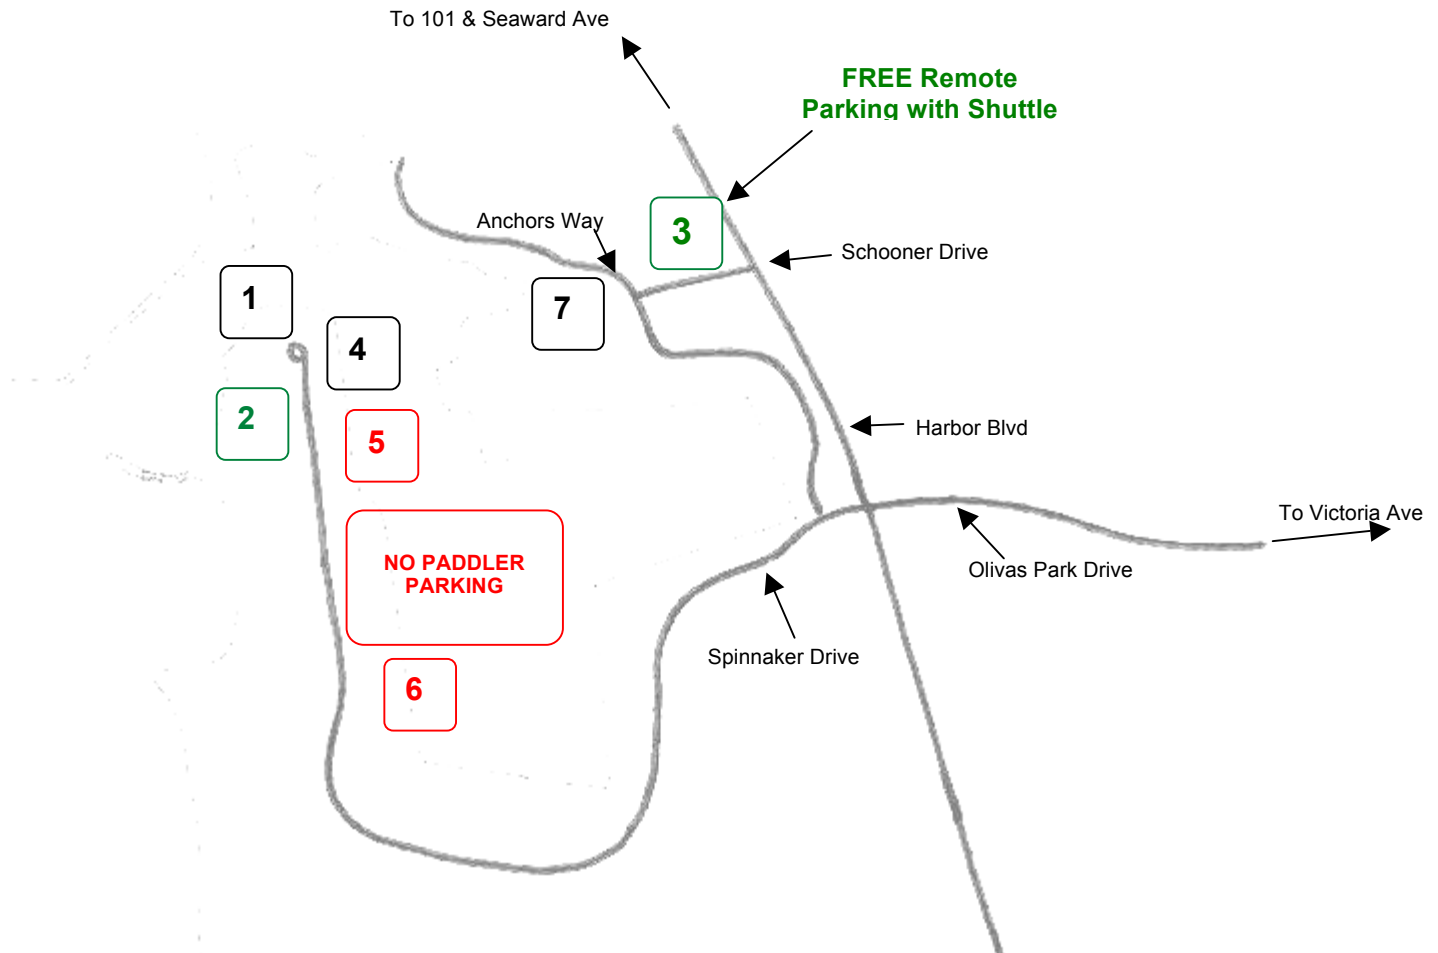 To 101 & Seaward Ave
FREE Remote
Parking with Shuttle
Anchors Way
3
Schooner Drive
1
7
4
2
5
Harbor Blvd
To Victoria Ave
NO PADDLER
PARKING
Olivas Park Drive
Spinnaker Drive
6